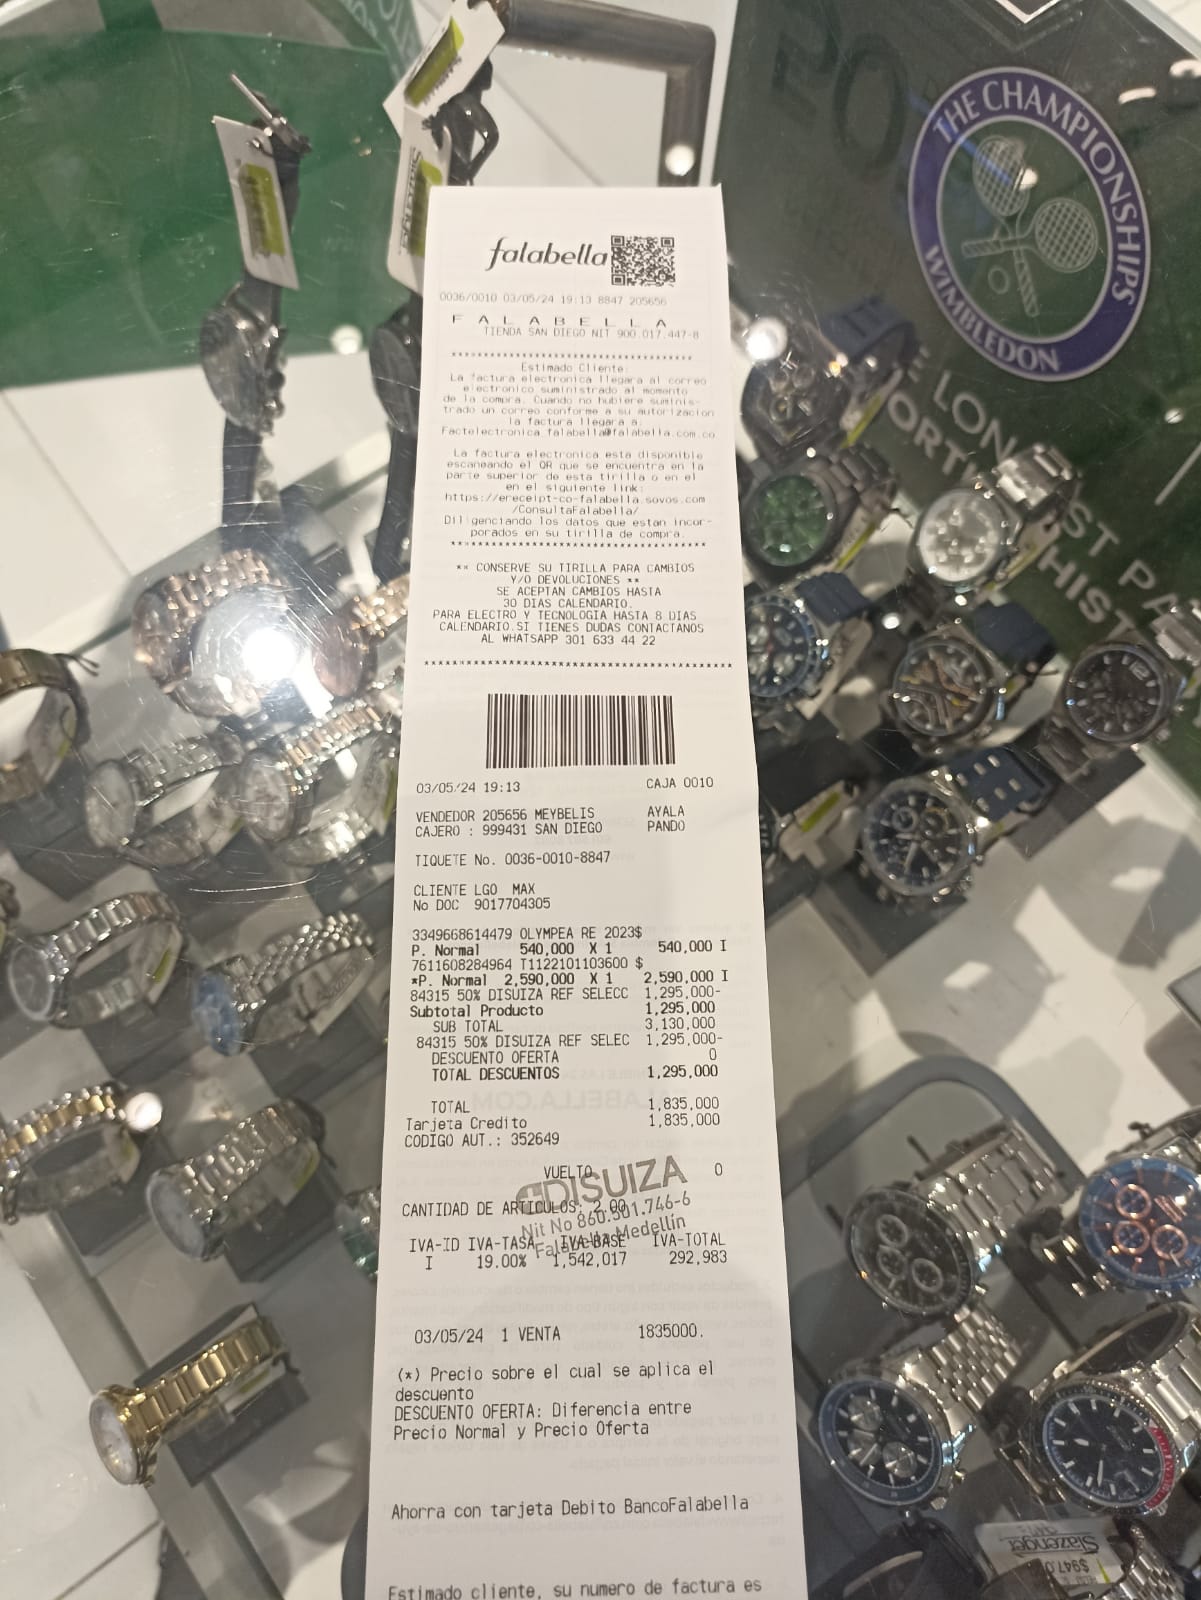 THE CHAMPIONSHIPS
WIMBLEDON
falabella
0036/0010 03/05/24 19:13 8847 205656
F A L A B E L L A
TIENDA SAN DIEGO NIT 900.017.447-8
****************************************
Estimado Cliente:
La factura electronica llegara al correo
electronico suministrado al momento
de la compra. Cuando no hubiere suminis-
trado un correo conforme a su autorizacion
la factura llegara a:
Factelectronica falabella@falabella.com.co
La factura electronica esta disponible
escaneando el QR que se encuentra en la
parte superior de esta tirilla o en el
en el siguiente link:
https://ereceipt-co-falabella.sovos.com
/ConsultaFalabella/
Diligenciando los datos que estan incor-
porados en su tirilla de compra.
****************************************
** CONSERVE SU TIRILLA PARA CAMBIOS
Y/O DEVOLUCIONES **
SE ACEPTAN CAMBIOS HASTA
30 DIAS CALENDARIO.
PARA ELECTRO Y TECNOLOGIA HASTA 8 DIAS
CALENDARIO.SI TIENES DUDAS CONTACTANOS
AL WHATSAPP 301 633 44 22
****************************************
03/05/24 19:13 CAJA 0010
VENDEDOR 205656 MEYBELIS AYALA
CAJERO : 999431 SAN DIEGO PANDO
TIQUETE No. 0036-0010-8847
CLIENTE LGO MAX
No DOC 9017704305
3349668614479 OLYMPEA RE 2023$
P. Normal 540,000 X 1 540,000 I
7611608284964 T1122101103600 $
*P. Normal 2,590,000 X 1 2,590,000 I
84315 50% DISUIZA REF SELECC 1,295,000-
Subtotal Producto 1,295,000
SUB TOTAL 3,130,000
84315 50% DISUIZA REF SELEC 1,295,000-
DESCUENTO OFERTA 0
TOTAL DESCUENTOS 1,295,000
TOTAL 1,835,000
Tarjeta Credito 1,835,000
CODIGO AUT.: 352649
VUELTO 0
DISUIZA
CANTIDAD DE ARTICULOS: 2.00
Nit No 860.501.746-6
Falabella Medellín
IVA-ID IVA-TASA IVA-BASE IVA-TOTAL
I 19.00% 1,542,017 292,983
03/05/24 1 VENTA 1835000.
(*) Precio sobre el cual se aplica el
descuento
DESCUENTO OFERTA: Diferencia entre
Precio Normal y Precio Oferta
Ahorra con tarjeta Debito BancoFalabella
Estimado cliente, su numero de factura es
Slazenger